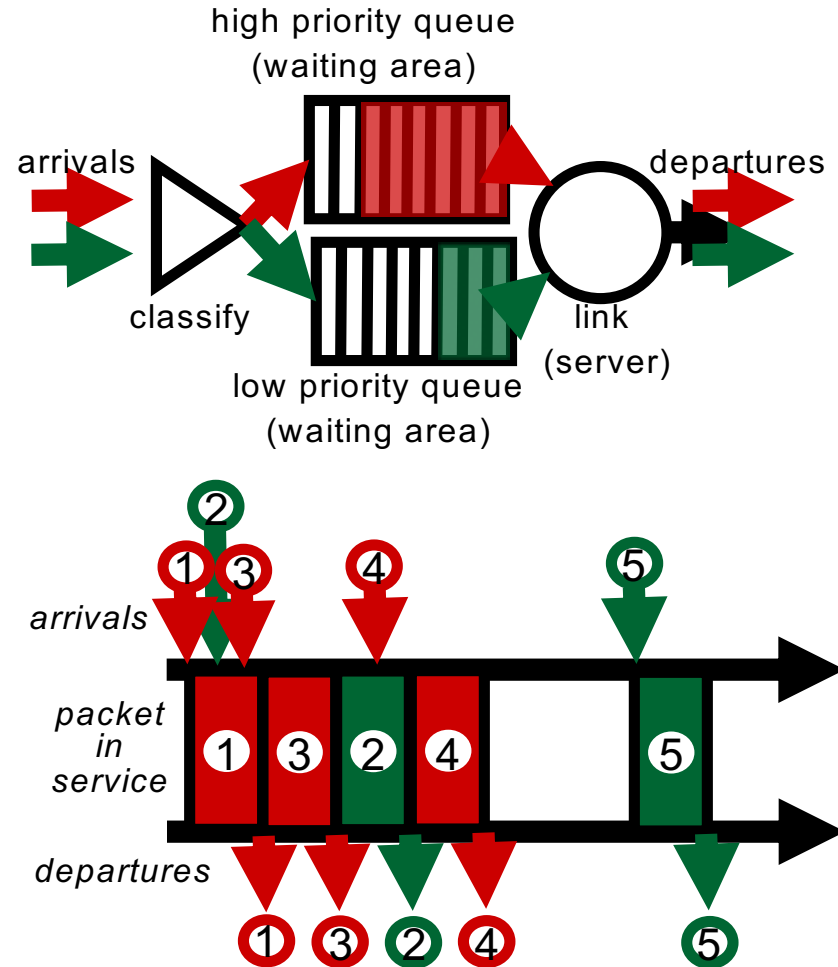 high priority queue
(waiting area)
arrivals
departures
classify
link
(server)
low priority queue
(waiting area)
2
1
3
4
5
arrivals
packet
in
service
1
3
2
4
5
departures
1
3
2
4
5